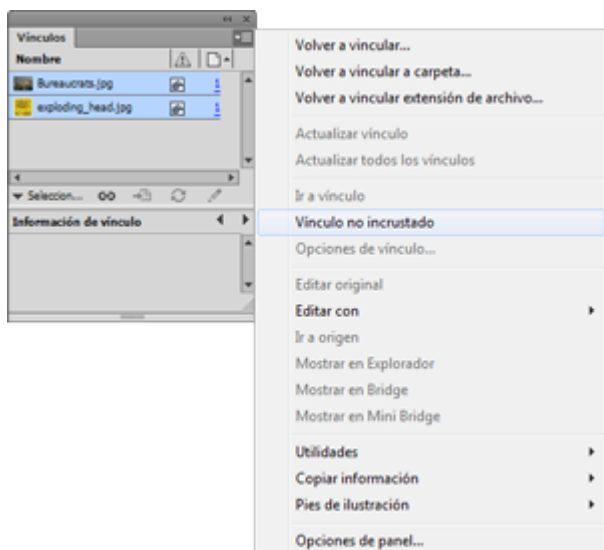 Vínculos
Nombre
Bureaucrats.jpg 1
exploding_head.jpg 1
Seleccion...
Información de vínculo
Volver a vincular...
Volver a vincular a carpeta...
Volver a vincular extensión de archivo...
Actualizar vínculo
Actualizar todos los vínculos
Ir a vínculo
Vínculo no incrustado
Opciones de vínculo...
Editar original
Editar con
Ir a origen
Mostrar en Explorador
Mostrar en Bridge
Mostrar en Mini Bridge
Utilidades
Copiar información
Pies de ilustración
Opciones de panel...